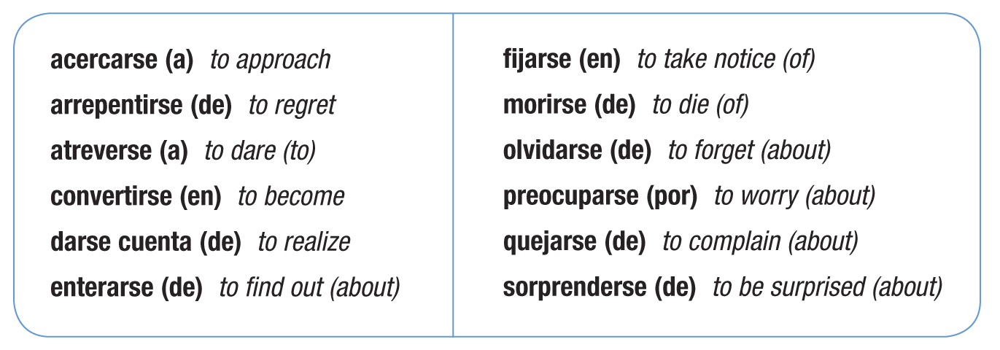 acercarse (a) to approach
arrepentirse (de) to regret
atreverse (a) to dare (to)
convertirse (en) to become
darse cuenta (de) to realize
enterarse (de) to find out (about)
fijarse (en) to take notice (of)
morirse (de) to die (of)
olvidarse (de) to forget (about)
preocuparse (por) to worry (about)
quejarse (de) to complain (about)
sorprenderse (de) to be surprised (about)